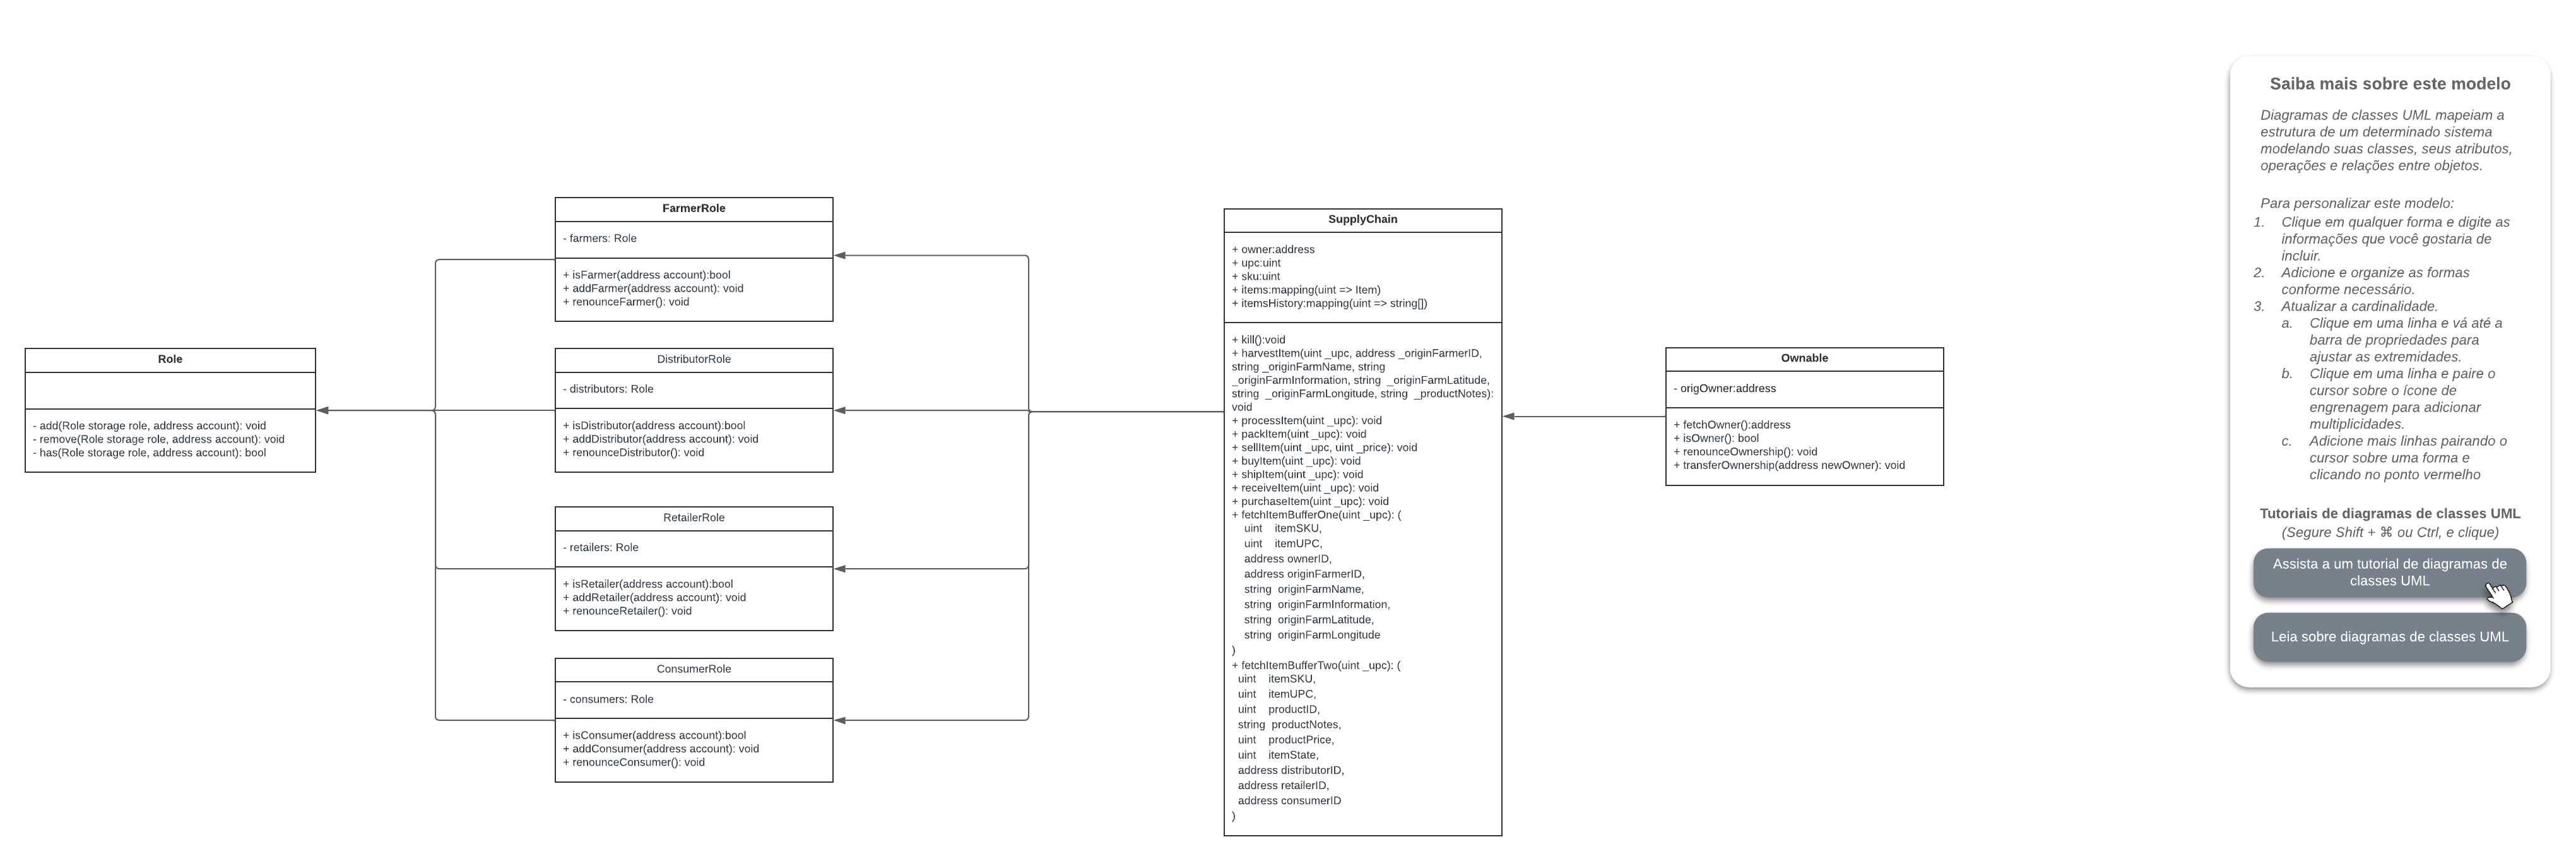 Role
- add(Role storage role, address account): void
- remove(Role storage role, address account): void
- has(Role storage role, address account): bool
FarmerRole
- farmers: Role
+ isFarmer(address account):bool
+ addFarmer(address account): void
+ renounceFarmer(): void
DistributorRole
- distributors: Role
+ isDistributor(address account):bool
+ addDistributor(address account): void
+ renounceDistributor(): void
RetailerRole
- retailers: Role
+ isRetailer(address account):bool
+ addRetailer(address account): void
+ renounceRetailer(): void
ConsumerRole
- consumers: Role
+ isConsumer(address account):bool
+ addConsumer(address account): void
+ renounceConsumer(): void
SupplyChain
+ owner:address
+ upc:uint
+ sku:uint
+ items:mapping(uint => Item)
+ itemsHistory:mapping(uint => string[])
+ kill():void
+ harvestItem(uint _upc, address _originFarmerID,
string _originFarmName, string
_originFarmInformation, string _originFarmLatitude,
string _originFarmLongitude, string _productNotes):
void
+ processItem(uint _upc): void
+ packItem(uint _upc): void
+ sellItem(uint _upc, uint _price): void
+ buyItem(uint _upc): void
+ shipItem(uint _upc): void
+ receiveItem(uint _upc): void
+ purchaseItem(uint _upc): void
+ fetchItemBufferOne(uint _upc): (
uint itemSKU,
uint itemUPC,
address ownerID,
address originFarmerID,
string originFarmName,
string originFarmInformation,
string originFarmLatitude,
string originFarmLongitude
)
+ fetchItemBufferTwo(uint _upc): (
uint itemSKU,
uint itemUPC,
uint productID,
string productNotes,
uint productPrice,
uint itemState,
address distributorID,
address retailerID,
address consumerID
)
Ownable
- origOwner:address
+ fetchOwner():address
+ isOwner(): bool
+ renounceOwnership(): void
+ transferOwnership(address newOwner): void
Saiba mais sobre este modelo
Diagramas de classes UML mapeiam a
estrutura de um determinado sistema
modelando suas classes, seus atributos,
operações e relações entre objetos.
Para personalizar este modelo:
1. Clique em qualquer forma e digite as
informações que você gostaria de
incluir.
2. Adicione e organize as formas
conforme necessário.
3. Atualizar a cardinalidade.
a. Clique em uma linha e vá até a
barra de propriedades para
ajustar as extremidades.
b. Clique em uma linha e paire o
cursor sobre o ícone de
engrenagem para adicionar
multiplicidades.
c. Adicione mais linhas pairando o
cursor sobre uma forma e
clicando no ponto vermelho
Tutoriais de diagramas de classes UML
(Segure Shift + ⌘ ou Ctrl, e clique)
Assista a um tutorial de diagramas de
classes UML
Leia sobre diagramas de classes UML